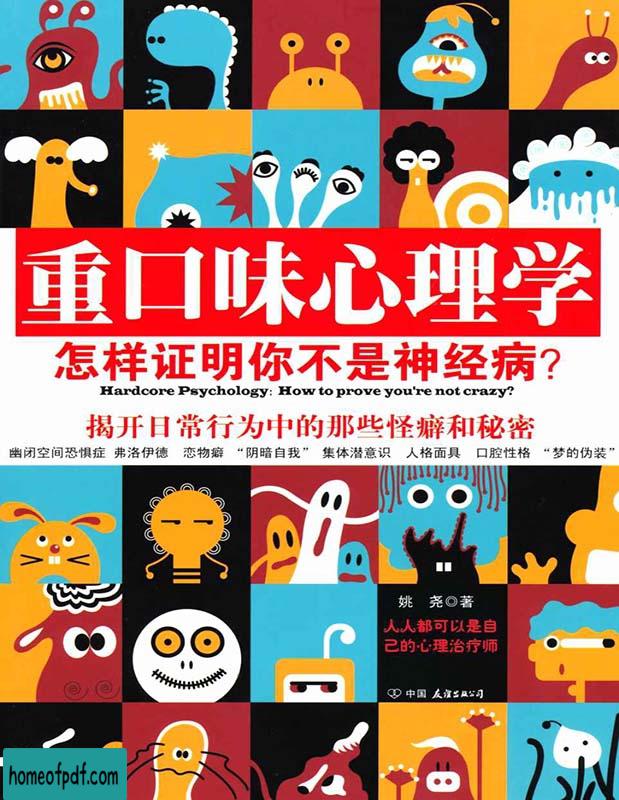 重口味心理学
怎样证明你不是神经病?
Hardcore Psychology: How to prove you're not crazy?
揭开日常行为中的那些怪癖和秘密
幽闭空间恐惧症 弗洛伊德 恋物癖 “阴暗自我” 集体潜意识 人格面具 口腔性格 “梦的伪装”
姚 尧◎著
人人都可以是自
己的心理治疗师
中国友谊出版公司
homeofpdf.com